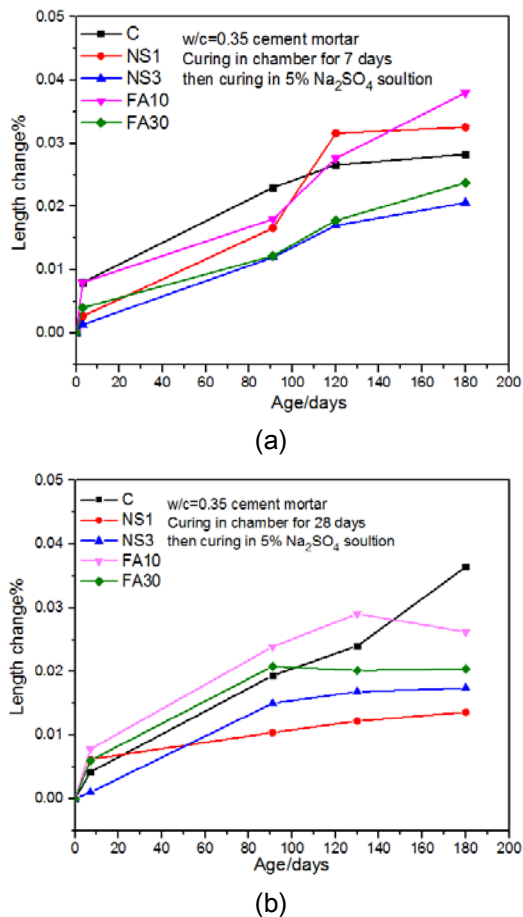 (a)
0.05
0.04
0.03
0.02
0.01
0.00
Length change%
C
NS1
NS3
FA10
FA30
w/c=0.35 cement mortar
Curing in chamber for 7 days
then curing in 5% Na₂SO₄ soultion
0 20 40 60 80 100 120 140 160 180 200
Age/days
(a)
0.05
0.04
0.03
0.02
0.01
0.00
Length change%
C
NS1
NS3
FA10
FA30
w/c=0.35 cement mortar
Curing in chamber for 28 days
then curing in 5% Na₂SO₄ soultion
0 20 40 60 80 100 120 140 160 180 200
Age/days
(b)